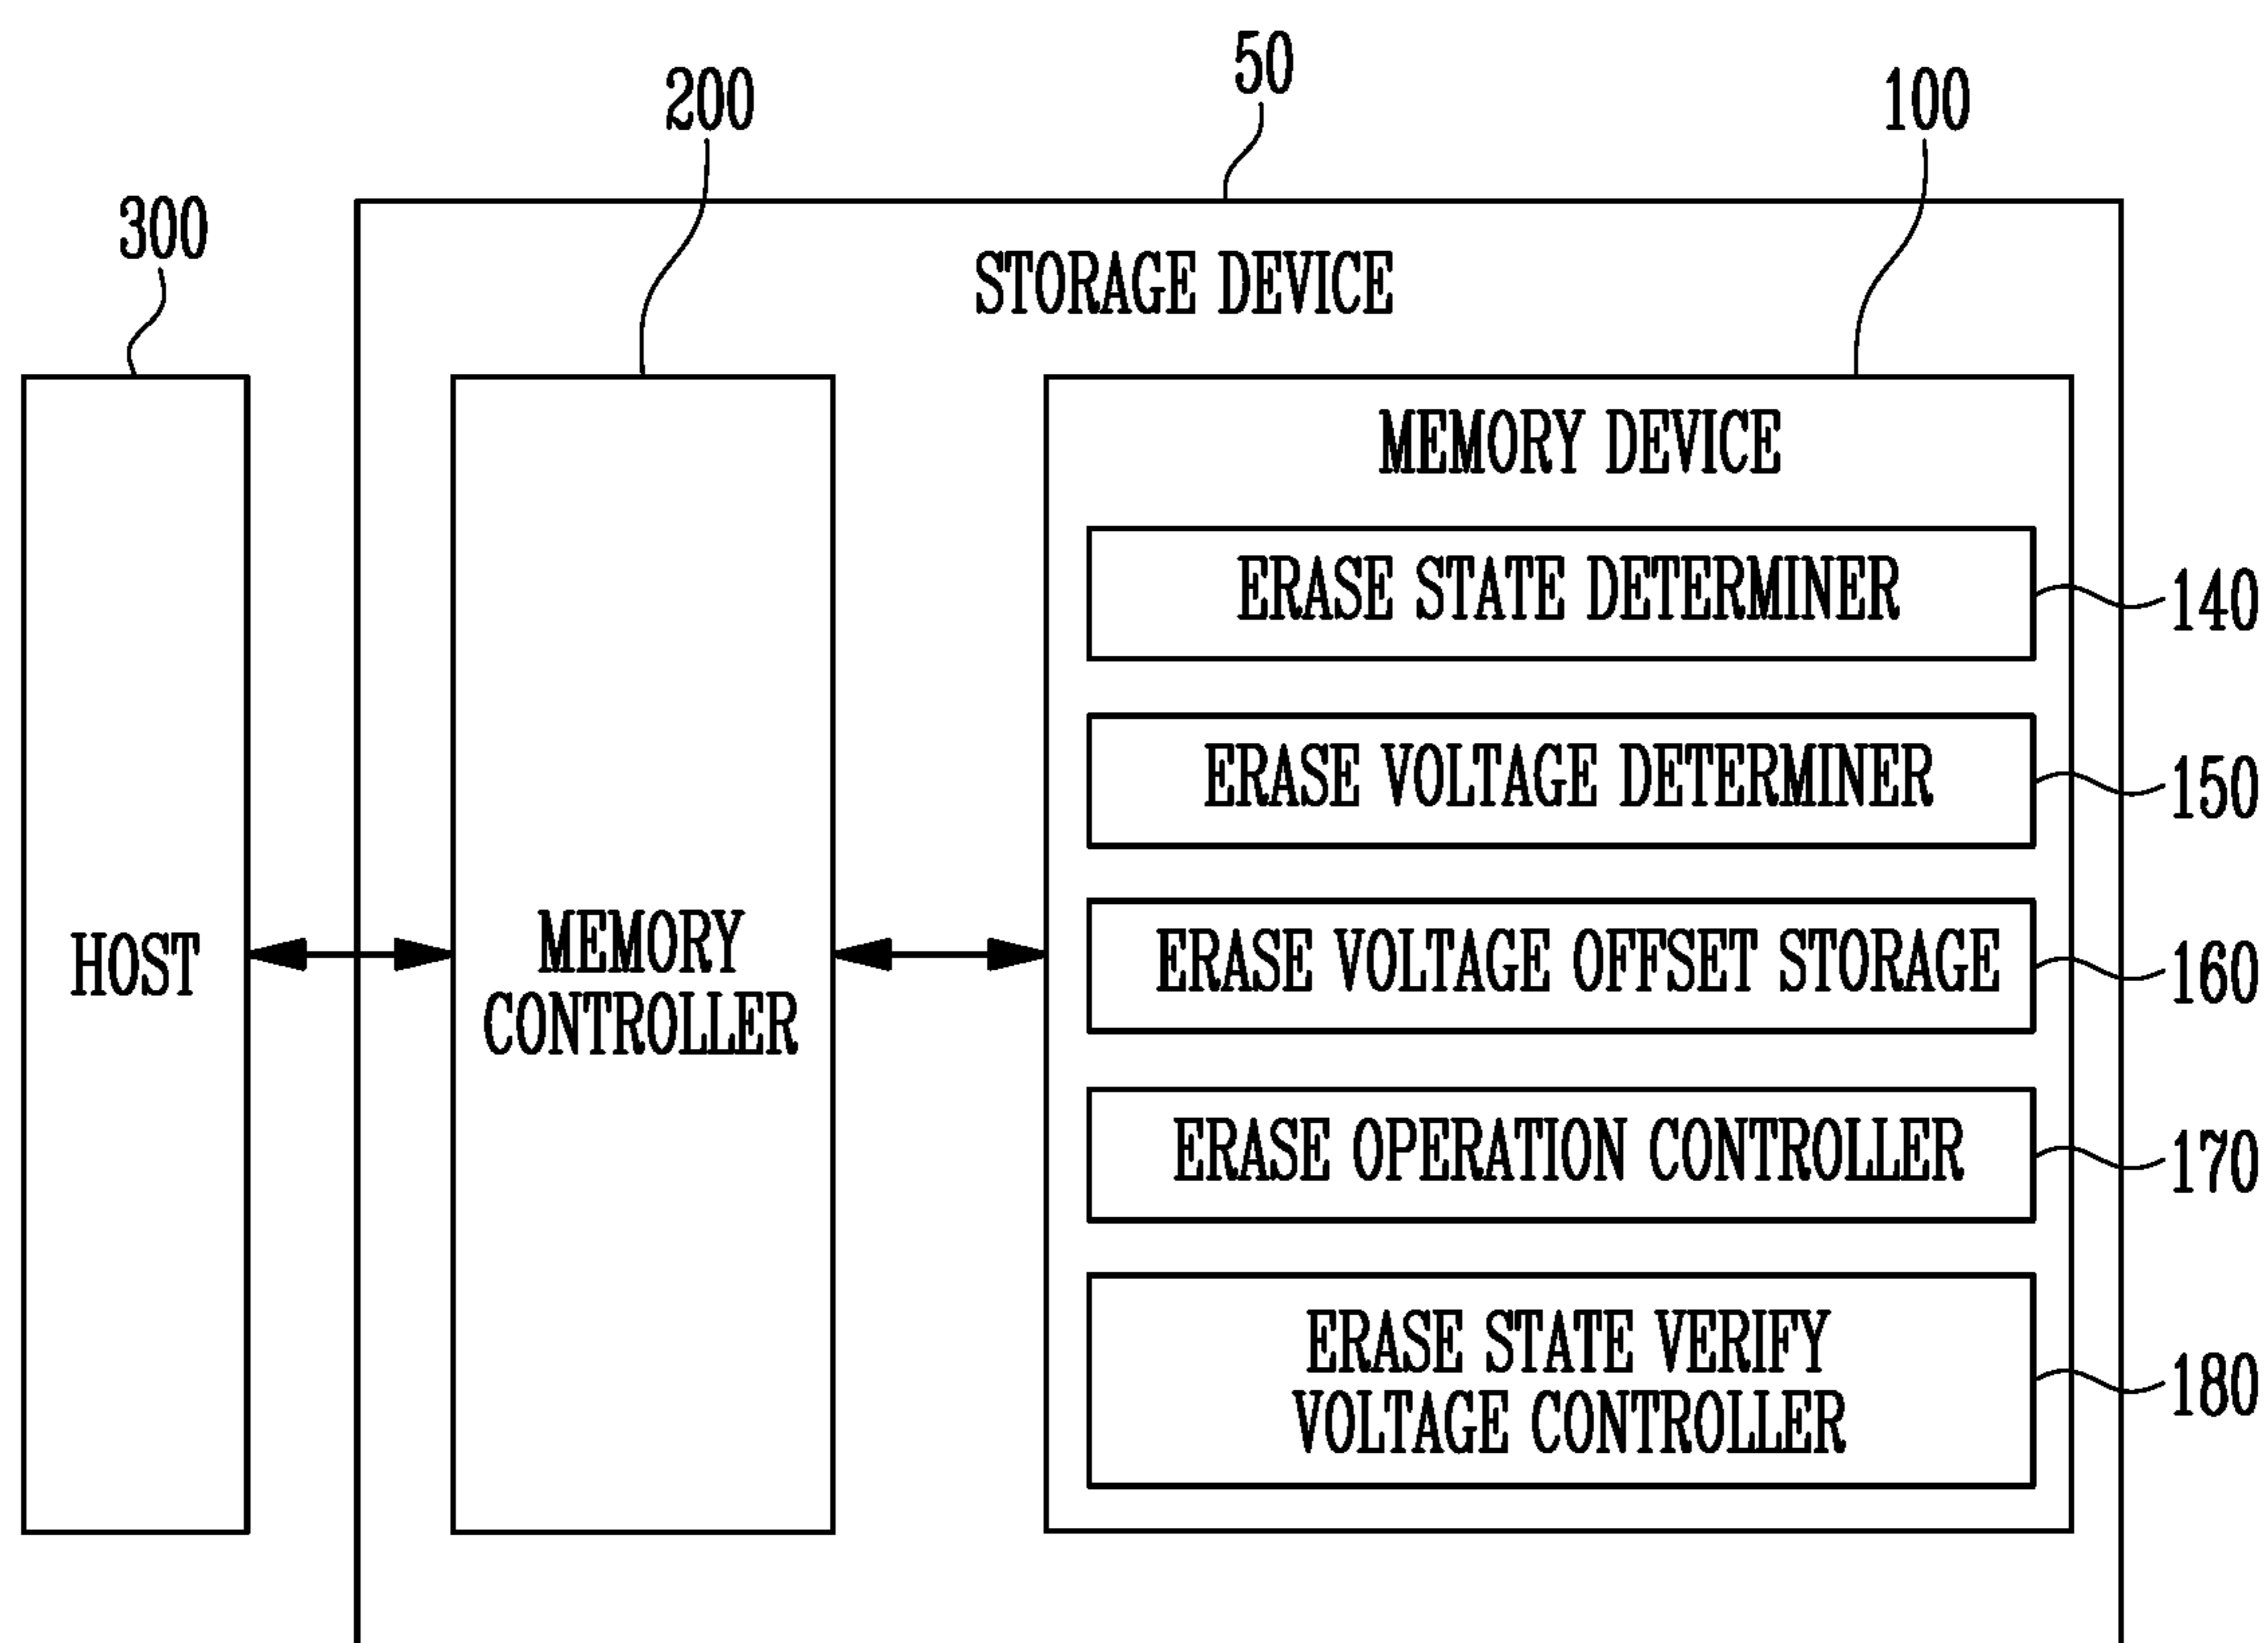 50
200
100
300
STORAGE DEVICE
MEMORY DEVICE
ERASE STATE DETERMINER
140
ERASE VOLTAGE DETERMINER
150
HOST
MEMORY
CONTROLLER
ERASE VOLTAGE OFFSET STORAGE
160
ERASE OPERATION CONTROLLER
170
ERASE STATE VERIFY
VOLTAGE CONTROLLER
180